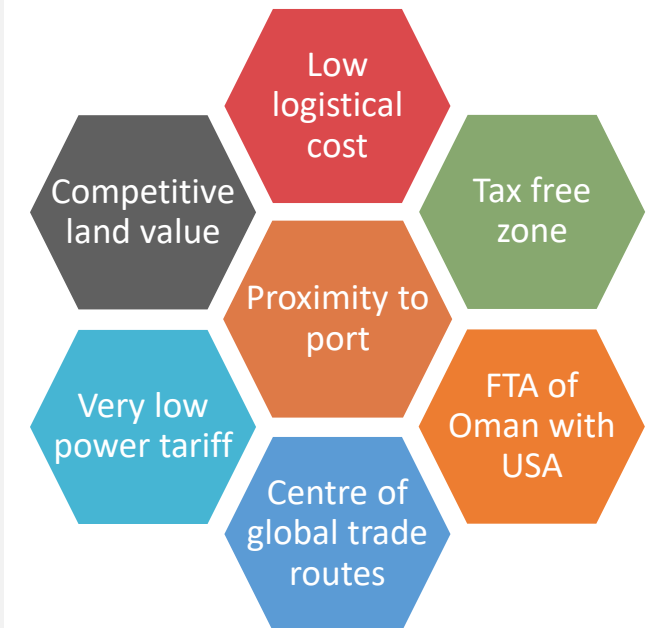 Low
logistical
cost
Competitive
land value
Tax free
zone
Proximity to
port
Very low
power tariff
FTA of
Oman with
USA
Centre of
global trade
routes